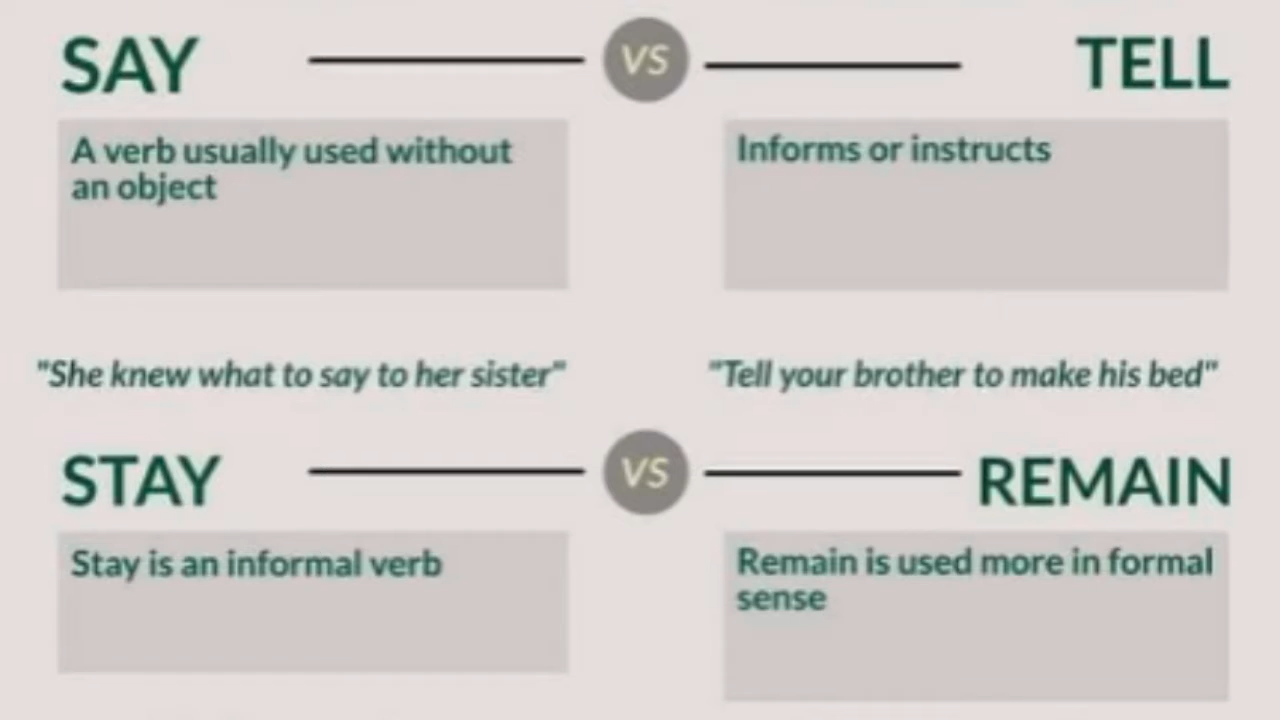 SAY VS TELL
A verb usually used without
an object
Informs or instructs
"She knew what to say to her sister"
"Tell your brother to make his bed"
STAY VS REMAIN
Stay is an informal verb
Remain is used more in formal
sense